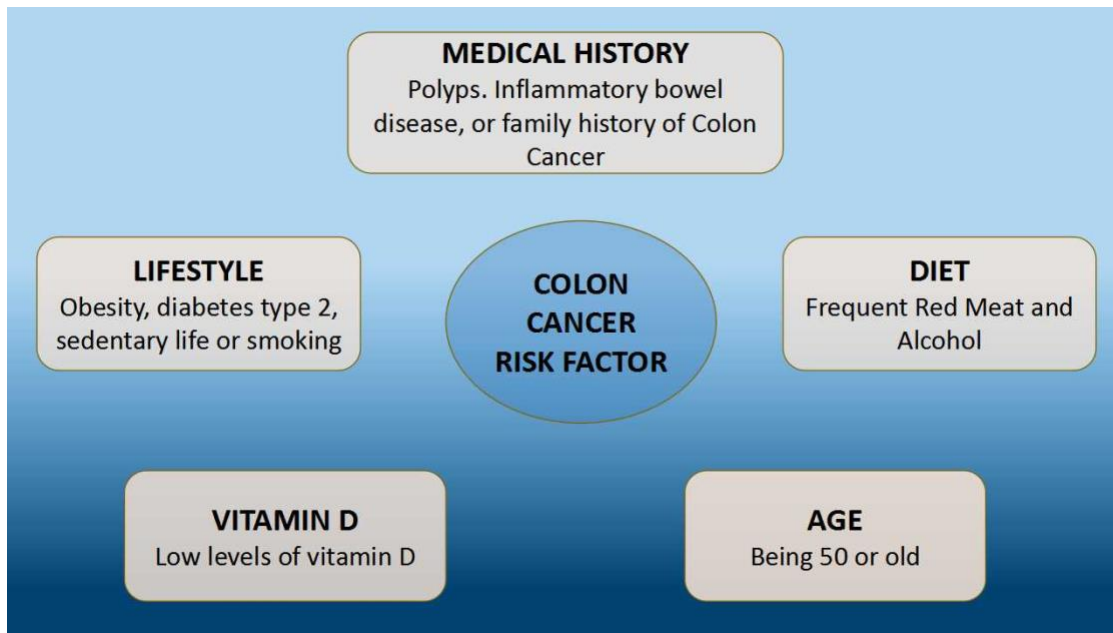 MEDICAL HISTORY
Polyps. Inflammatory bowel
disease, or family history of Colon
Cancer
LIFESTYLE
Obesity, diabetes type 2,
sedentary life or smoking
COLON
CANCER
RISK FACTOR
DIET
Frequent Red Meat and
Alcohol
VITAMIN D
Low levels of vitamin D
AGE
Being 50 or old